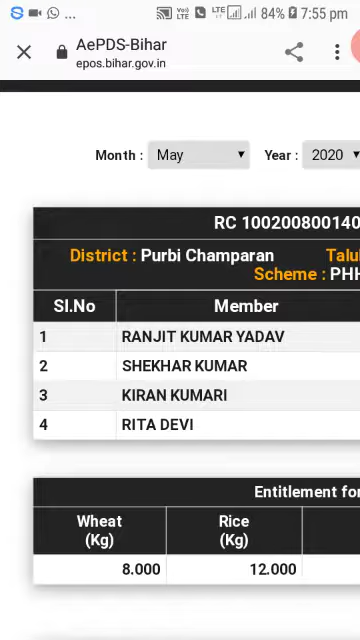 84% 7:55 pm
AePDS-Bihar
epos.bihar.gov.in
Month : May Year : 2020
RC 100200800140
District : Purbi Champaran Talu
Scheme : PHH
Sl.No Member
1 RANJIT KUMAR YADAV
2 SHEKHAR KUMAR
3 KIRAN KUMARI
4 RITA DEVI
Entitlement for
Wheat Rice
(Kg) (Kg)
8.000 12.000